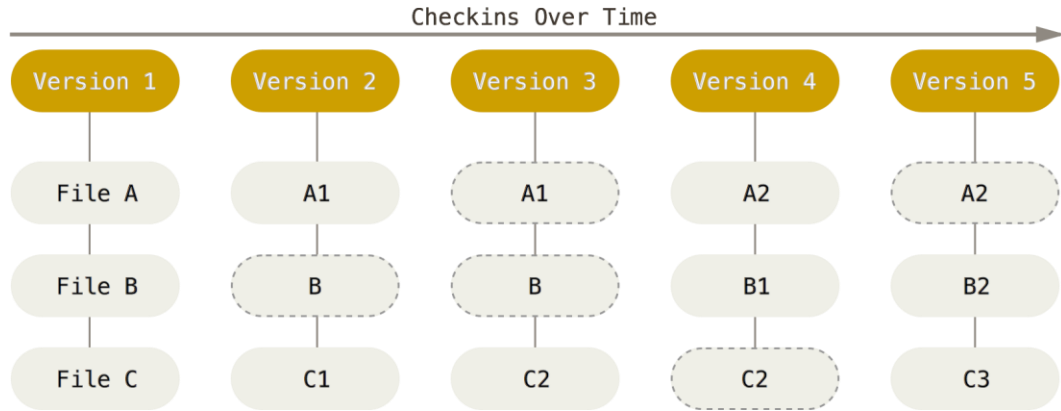 Checkins Over Time
Version 1 Version 2 Version 3 Version 4 Version 5
File A A1 A1 A2 A2
File B B B B1 B2
File C C1 C2 C2 C3